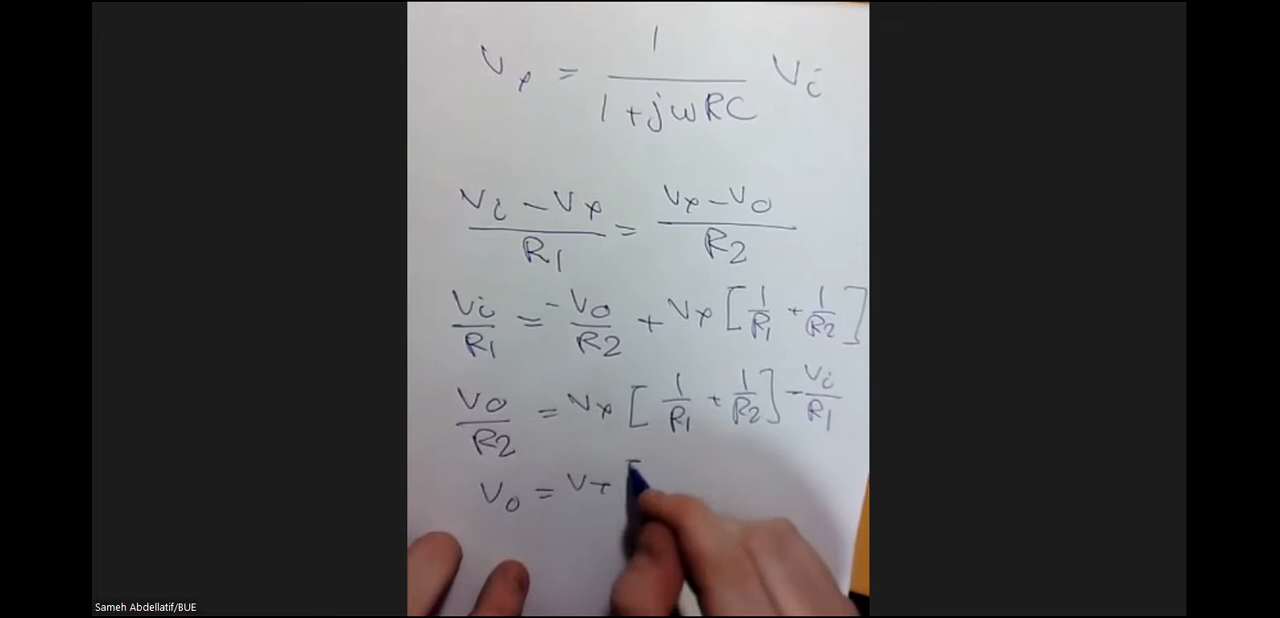 Vx = 1 / (1 + jωRC) Vi
(Vi - Vx) / R1 = (Vx - Vo) / R2
Vi / R1 = - Vo / R2 + Vx [ 1 / R1 + 1 / R2 ]
Vo / R2 = Vx [ 1 / R1 + 1 / R2 ] - Vi / R1
Vo = Vx [
Sameh Abdellatif/BUE